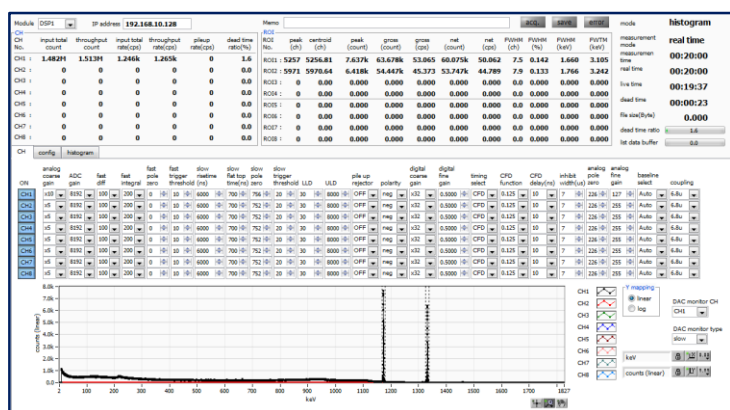 Module DSP1 IP address 192.168.10.128 Memo acq. save error
mode histogram
measurement mode real time
measuremen time 00:20:00
real time 00:20:00
live time 00:19:37
dead time 00:00:23
file size(Byte) 0.000
dead time ratio 1.6
list data buffer 0.0
CH
CH No. input total count throughput count input total rate(cps) throughput rate(cps) pileup rate(cps) dead time ratio(%)
CH1 : 1.482M 1.513M 1.246k 1.265k 0 1.6
CH2 : 0 0 0 0 0 0
CH3 : 0 0 0 0 0 0
CH4 : 0 0 0 0 0 0
CH5 : 0 0 0 0 0 0
CH6 : 0 0 0 0 0 0
CH7 : 0 0 0 0 0 0
CH8 : 0 0 0 0 0 0
ROI
ROI No. peak (ch) centroid (ch) peak (count) gross (count) gross (cps) net (count) net (cps) FWHM (ch) FWHM (%) FWHM (keV) FWTM (keV)
ROI1 : 5257 5256.81 7.637k 63.678k 53.065 60.075k 50.062 7.5 0.142 1.660 3.105
ROI2 : 5971 5970.64 6.418k 54.447k 45.373 53.747k 44.789 7.9 0.133 1.766 3.242
ROI3 : 0 0.00 0.000 0.000 0.000 0.000 0.000 0.0 0.000 0.000 0.000
ROI4 : 0 0.00 0.000 0.000 0.000 0.000 0.000 0.0 0.000 0.000 0.000
ROI5 : 0 0.00 0.000 0.000 0.000 0.000 0.000 0.0 0.000 0.000 0.000
ROI6 : 0 0.00 0.000 0.000 0.000 0.000 0.000 0.0 0.000 0.000 0.000
ROI7 : 0 0.00 0.000 0.000 0.000 0.000 0.000 0.0 0.000 0.000 0.000
ROI8 : 0 0.00 0.000 0.000 0.000 0.000 0.000 0.0 0.000 0.000 0.000
CH config histogram
ON analog coarse gain ADC gain fast diff fast integral fast pole zero fast trigger threshold slow risetime (ns) slow flat top time(ns) slow pole zero slow trigger threshold LLD ULD pile up rejector polarity digital coarse gain digital fine gain timing select CFD function CFD delay(ns) inhibit width(us) analog pole zero analog fine gain baseline select coupling
CH1 x10 8192 100 200 0 10 6000 700 752 20 30 8000 OFF neg x32 0.5000 CFD 0.125 10 7 226 127 Auto 6.8u
CH2 x5 8192 100 200 0 10 6000 700 752 20 30 8000 OFF neg x32 0.5000 CFD 0.125 10 7 226 255 Auto 6.8u
CH3 x5 8192 100 200 0 10 6000 700 752 20 30 8000 OFF neg x32 0.5000 CFD 0.125 10 7 226 255 Auto 6.8u
CH4 x5 8192 100 200 0 10 6000 700 752 20 30 8000 OFF neg x32 0.5000 CFD 0.125 10 7 226 255 Auto 6.8u
CH5 x5 8192 100 200 0 10 6000 700 752 20 30 8000 OFF neg x32 0.5000 CFD 0.125 10 7 226 255 Auto 6.8u
CH6 x5 8192 100 200 0 10 6000 700 752 20 30 8000 OFF neg x32 0.5000 CFD 0.125 10 7 226 255 Auto 6.8u
CH7 x5 8192 100 200 0 10 6000 700 752 20 30 8000 OFF neg x32 0.5000 CFD 0.125 10 7 226 255 Auto 6.8u
CH8 x5 8192 100 200 0 10 6000 700 752 20 30 8000 OFF neg x32 0.5000 CFD 0.125 10 7 226 255 Auto 6.8u
counts (linear)
8.0k
7.0k
6.0k
5.0k
4.0k
3.0k
2.0k
1.0k
0.0
0 100 200 300 400 500 600 700 800 900 1000 1100 1200 1300 1400 1500 1600 1700 1827
keV
CH1
CH2
CH3
CH4
CH5
CH6
CH7
CH8
Y mapping
linear
log
DAC monitor CH
CH1
DAC monitor type
slow
keV
counts (linear)